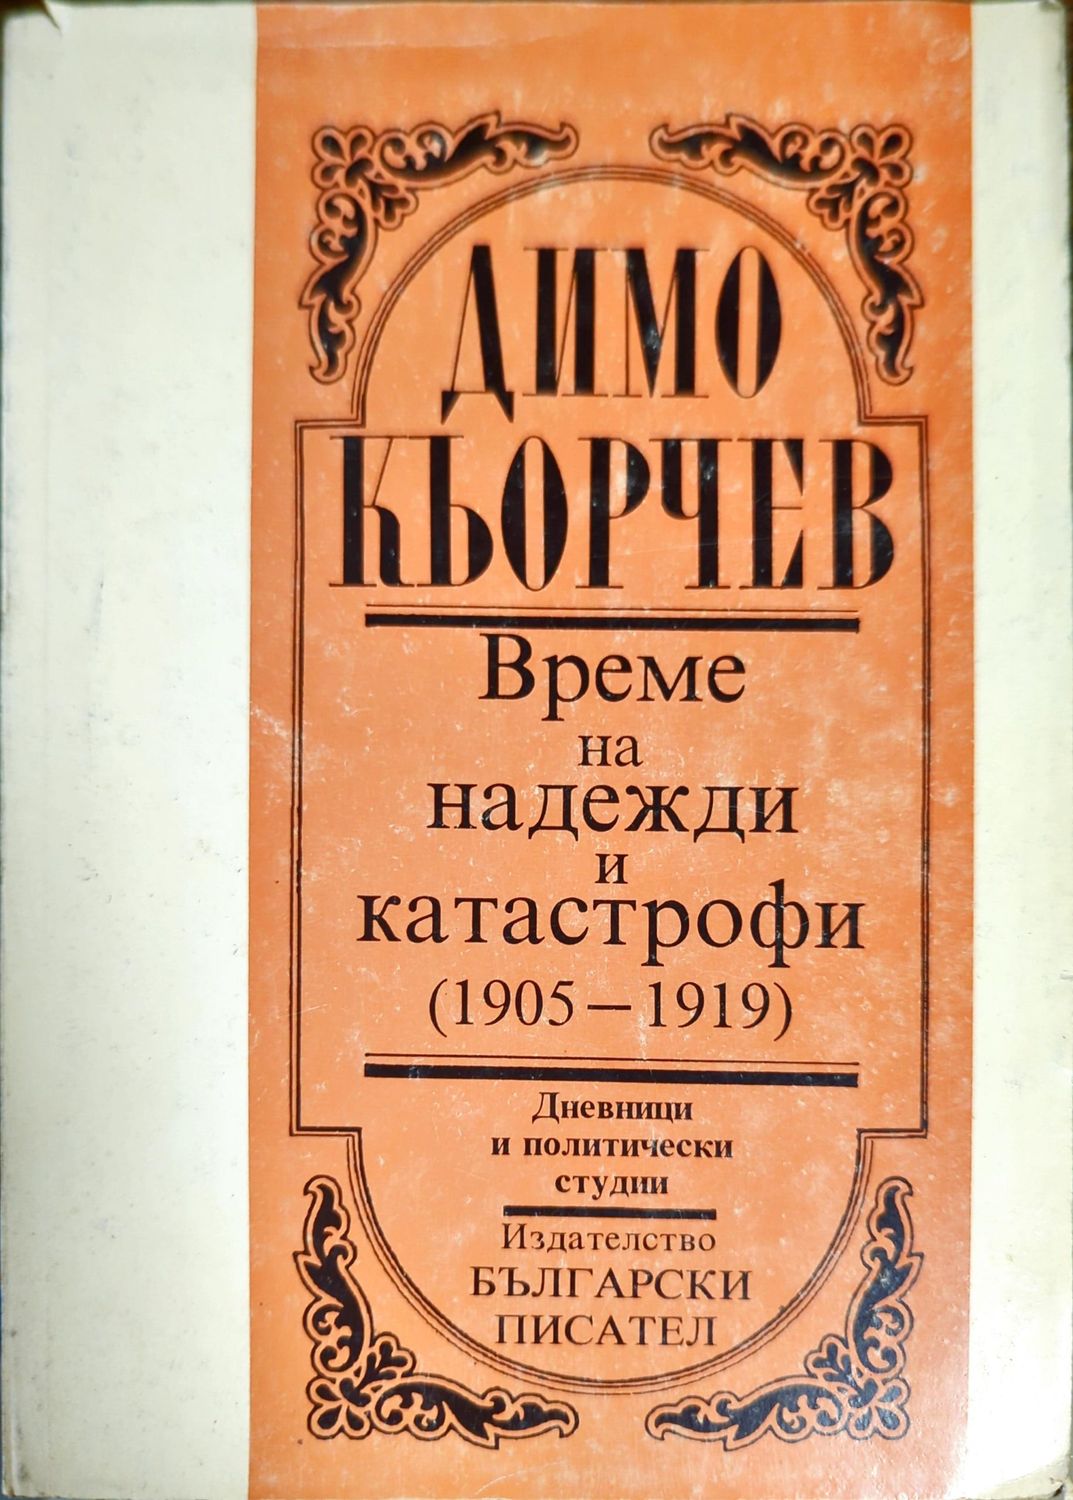 ДИМО
КЬОРЧЕВ
Време
на
надежди
и
катастрофи
(1905 — 1919)
Дневници
и политически
студии
Издателство
БЪЛГАРСКИ
ПИСАТЕЛ